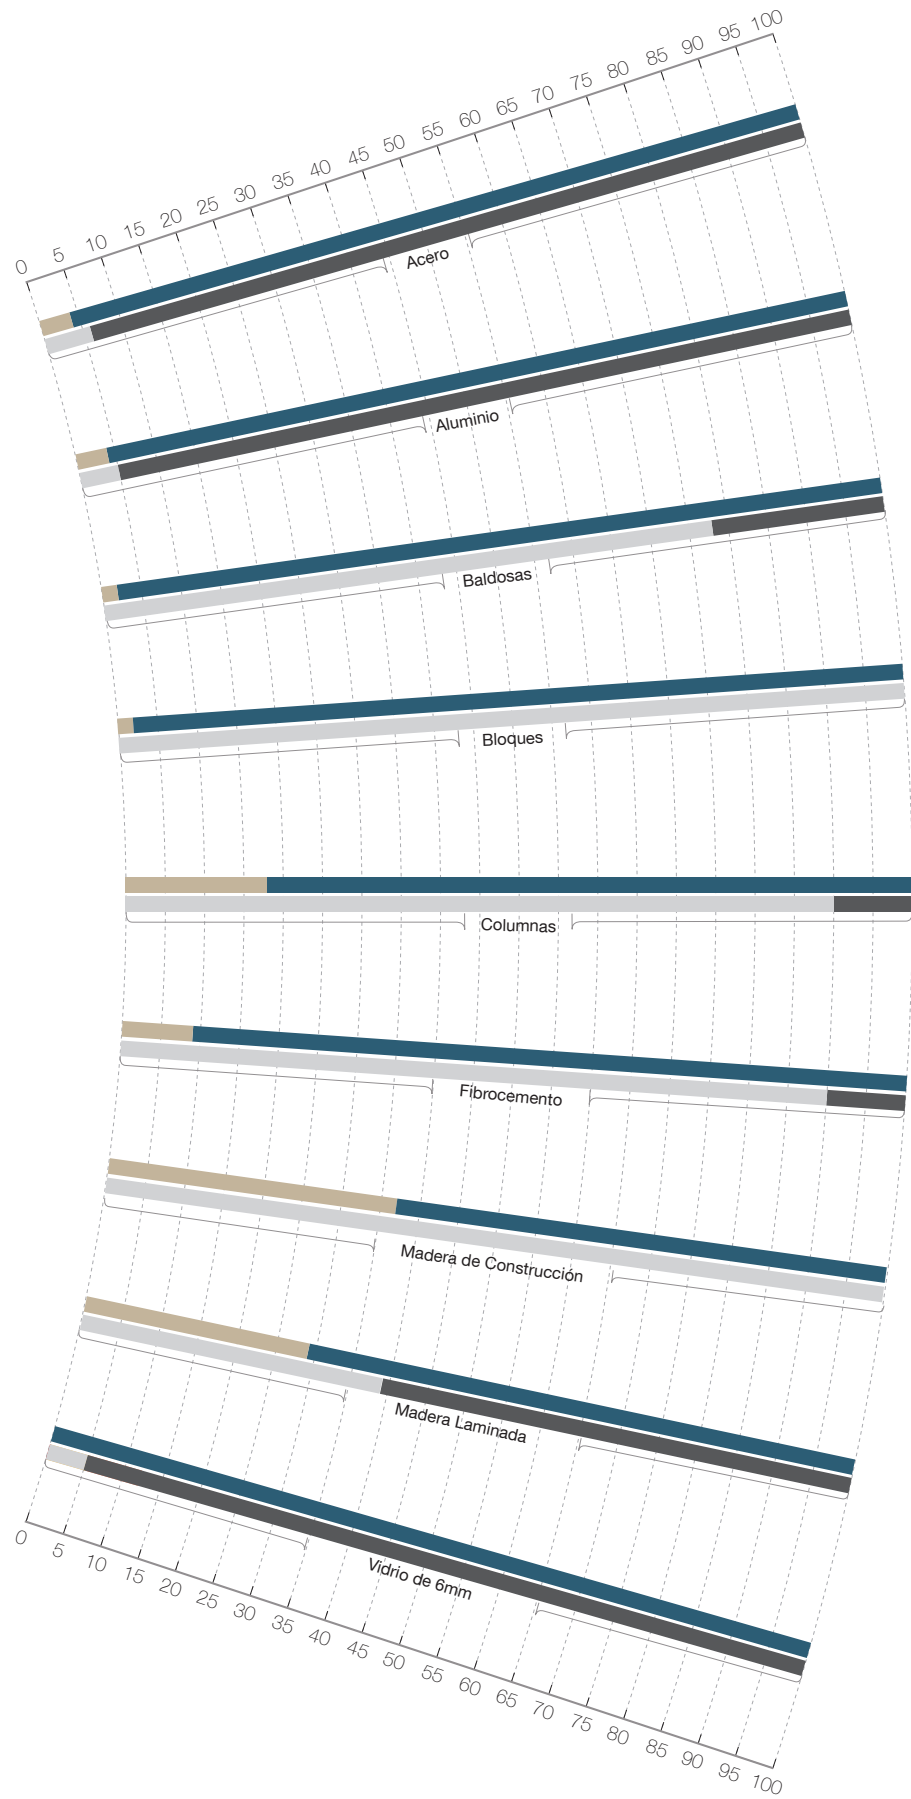 0 5 10 15 20 25 30 35 40 45 50 55 60 65 70 75 80 85 90 95 100
Acero
Aluminio
Baldosas
Bloques
Columnas
Fibrocemento
Madera de Construcción
Madera Laminada
Vidrio de 6mm
0 5 10 15 20 25 30 35 40 45 50 55 60 65 70 75 80 85 90 95 100